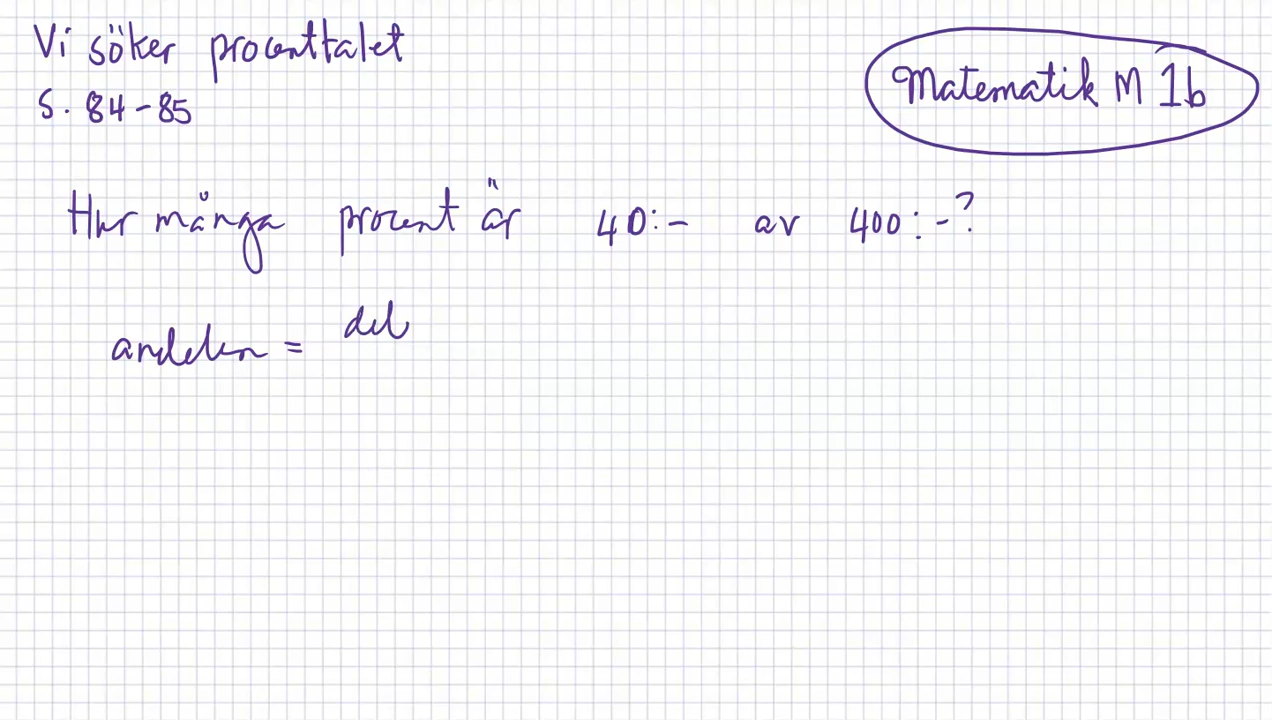 Vi söker procenttalet
s. 84-85
Matematik M 1b
Hur många procent är 40:- av 400:-?
andelen = del